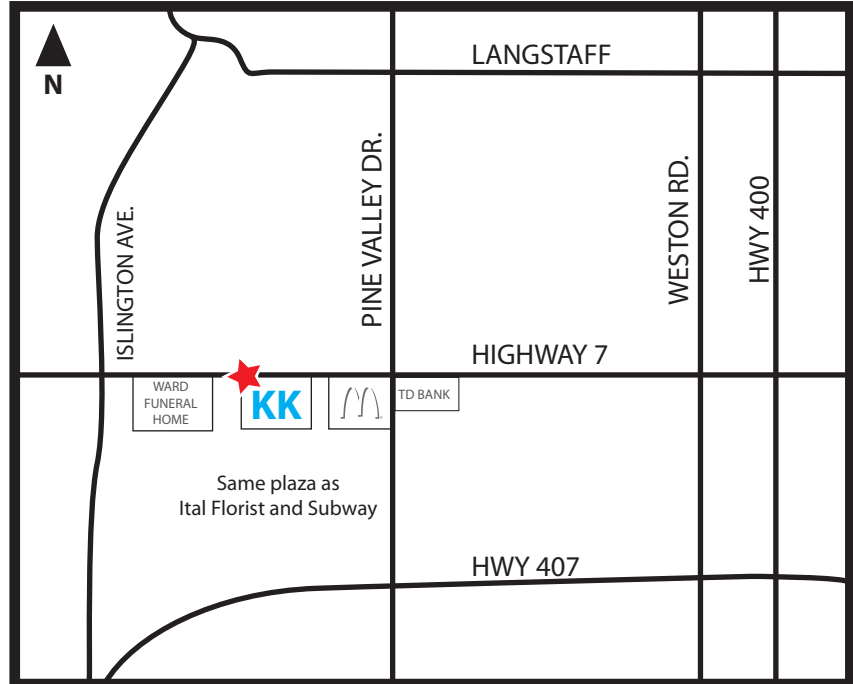 N
LANGSTAFF
ISLINGTON AVE.
PINE VALLEY DR.
WESTON RD.
HWY 400
HIGHWAY 7
WARD
FUNERAL
HOME
KK
TD BANK
Same plaza as
Ital Florist and Subway
HWY 407